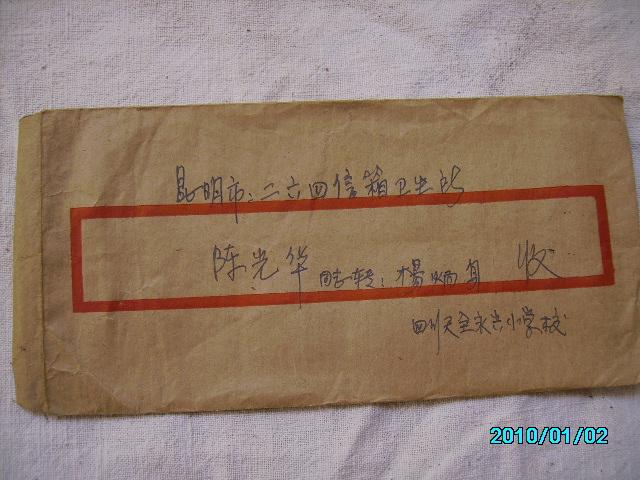 昆明市：二六四信箱卫生所
陈光华同志转：杨炳良 收
四川天全永兴小学校
2010/01/02